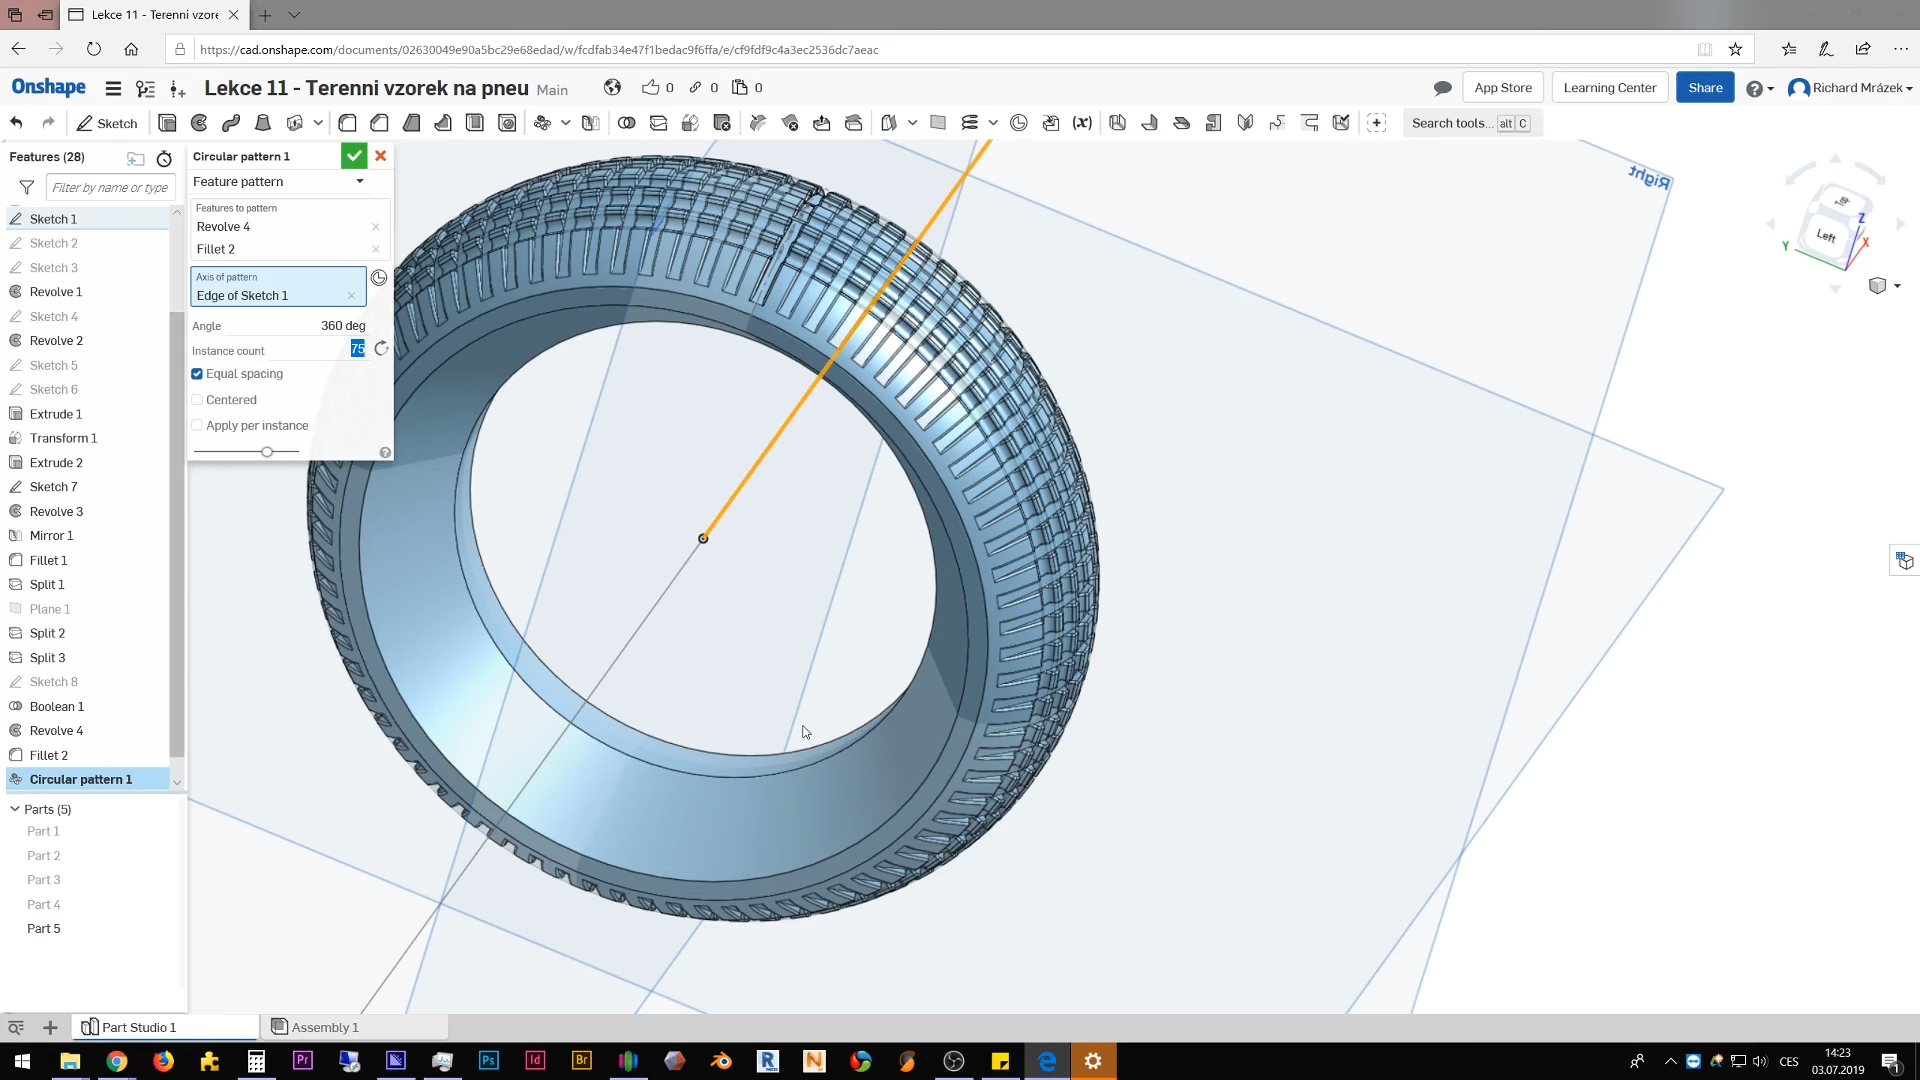 Lekce 11 - Terenni vzore
https://cad.onshape.com/documents/02630049e90a5bc29e68edad/w/fcdfab34e47f1bedac9f6ffa/e/cf9fdf9c4a3ec2536dc7aeac
Onshape
Lekce 11 - Terenni vzorek na pneu Main
0 0 0
App Store
Learning Center
Share
Richard Mrázek
Sketch
Search tools... alt C
Features (28)
Filter by name or type
Sketch 1
Sketch 2
Sketch 3
Revolve 1
Sketch 4
Revolve 2
Sketch 5
Sketch 6
Extrude 1
Transform 1
Extrude 2
Sketch 7
Revolve 3
Mirror 1
Fillet 1
Split 1
Plane 1
Split 2
Split 3
Sketch 8
Boolean 1
Revolve 4
Fillet 2
Circular pattern 1
Parts (5)
Part 1
Part 2
Part 3
Part 4
Part 5
Circular pattern 1
Feature pattern
Features to pattern
Revolve 4
Fillet 2
Axis of pattern
Edge of Sketch 1
Angle 360 deg
Instance count 75
Equal spacing
Centered
Apply per instance
Right
Left
Z
X
Y
Part Studio 1
Assembly 1
CES
14:23
03.07.2019